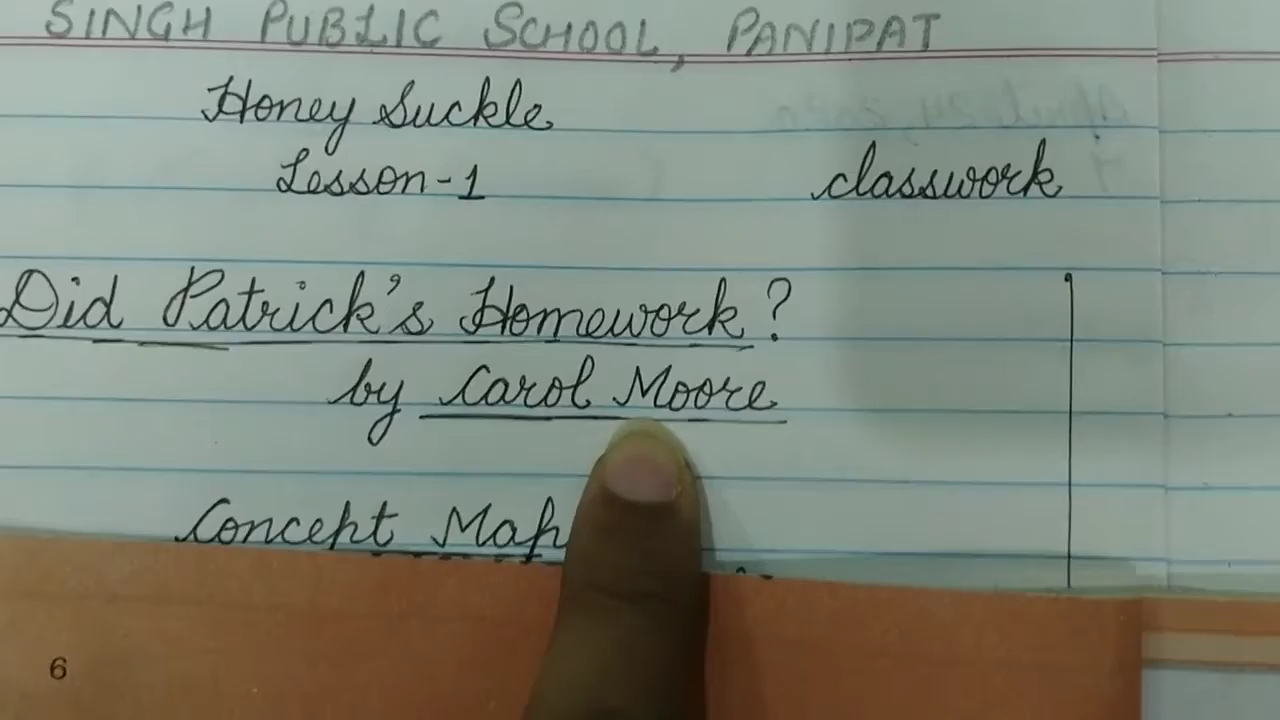 SINGH PUBLIC SCHOOL, PANIPAT
Honey Suckle
Lesson-1
classwork
Did Patrick's Homework?
by Carol Moore
Concept Map
6